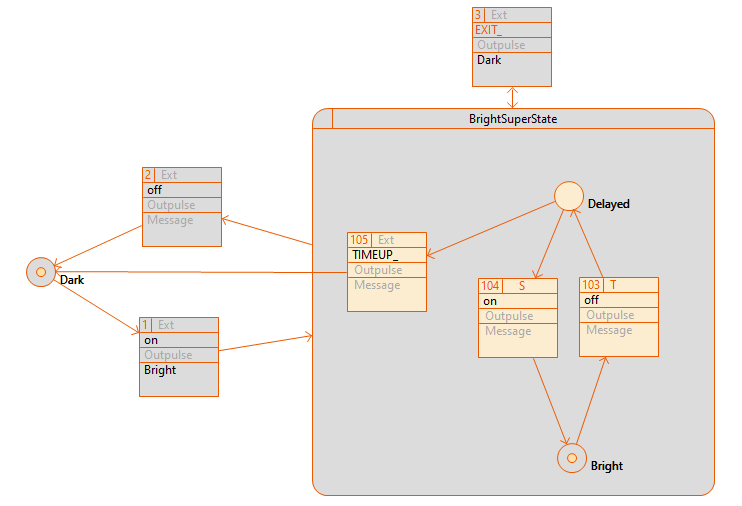 3 Ext
EXIT_
Outpulse
Dark
BrightSuperState
2 Ext
off
Outpulse
Message
Delayed
105 Ext
TIMEUP_
Outpulse
Message
Dark
104 S
on
Outpulse
Message
103 T
off
Outpulse
Message
1 Ext
on
Outpulse
Bright
Bright